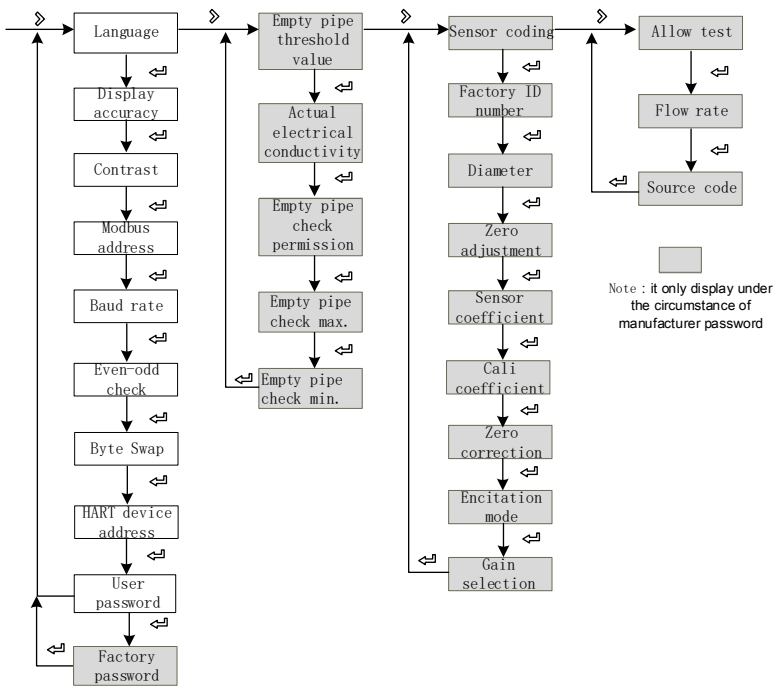 Language
Display
accuracy
Contrast
Modbus
address
Baud rate
Even-odd
check
Byte Swap
HART device
address
User
password
Factory
password
Empty pipe
threshold
value
Actual
electrical
conductivity
Empty pipe
check
permission
Empty pipe
check max.
Empty pipe
check min.
Sensor coding
Factory ID
number
Diameter
Zero
adjustment
Sensor
coefficient
Cali
coefficient
Zero
correction
Encitation
mode
Gain
selection
Allow test
Flow rate
Source code
Note : it only display under
the circumstance of
manufacturer password